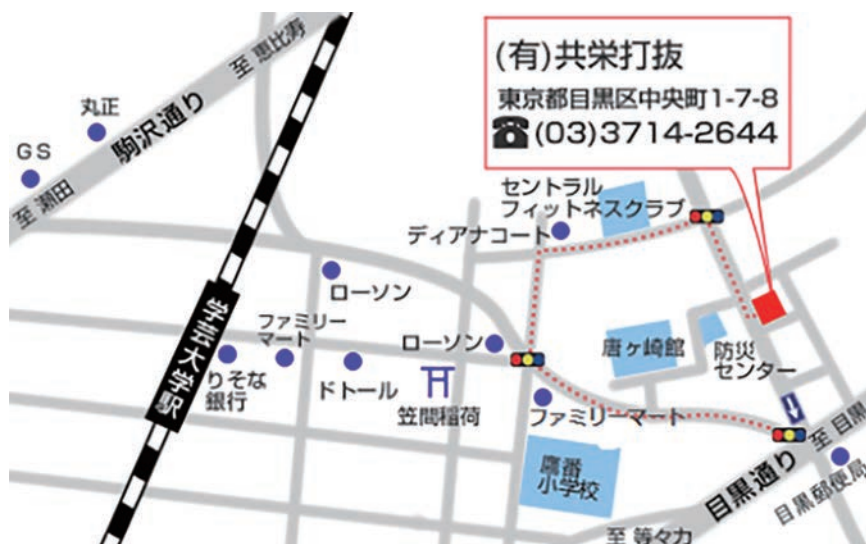 (有)共栄打抜
東京都目黒区中央町1-7-8
☎(03)3714-2644
至 恵比寿
駒沢通り
至 瀬田
丸正
GS
セントラル
フィットネスクラブ
ディアナコート
ローソン
ファミリー
マート
学芸大学駅
りそな
銀行
ドトール
ローソン
笠間稲荷
唐ヶ崎館
防災
センター
ファミリーマート
鷹番
小学校
目黒通り
至 目黒
目黒郵便局
至 等々力